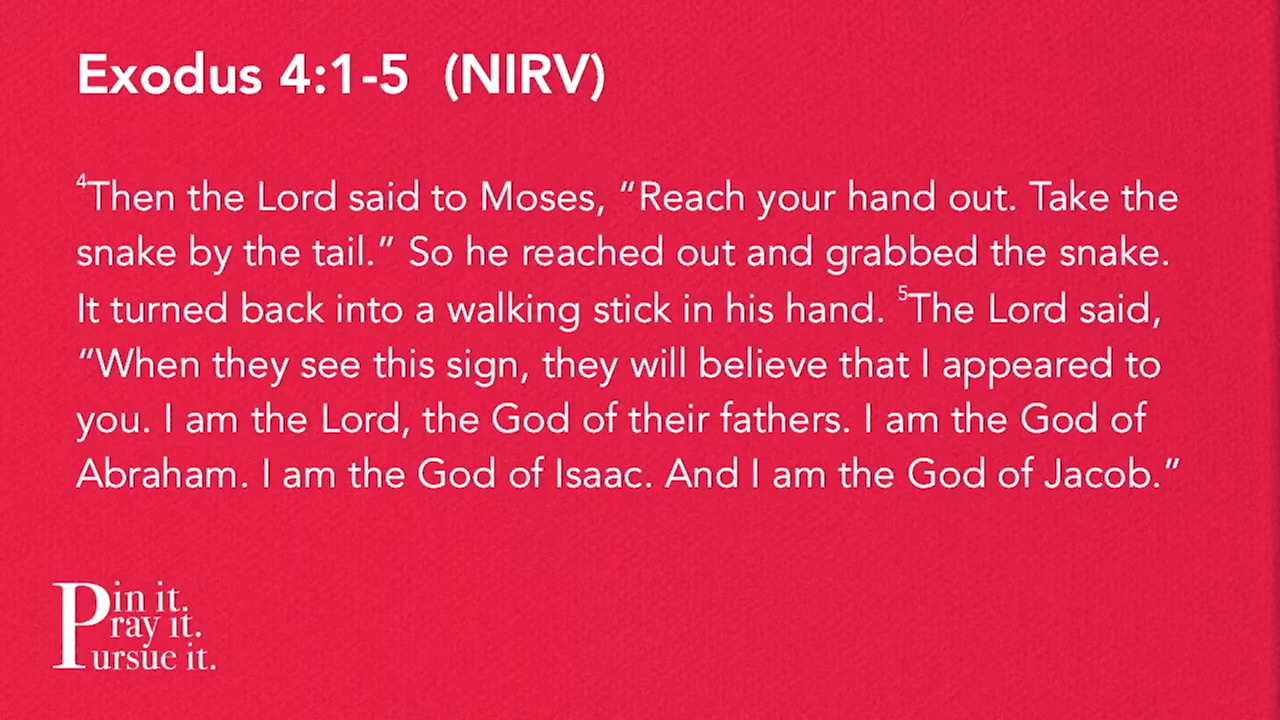 Exodus 4:1-5 (NIRV)
⁴Then the Lord said to Moses, “Reach your hand out. Take the
snake by the tail.” So he reached out and grabbed the snake.
It turned back into a walking stick in his hand. ⁵The Lord said,
“When they see this sign, they will believe that I appeared to
you. I am the Lord, the God of their fathers. I am the God of
Abraham. I am the God of Isaac. And I am the God of Jacob.”
Pin it.
Pray it.
Pursue it.